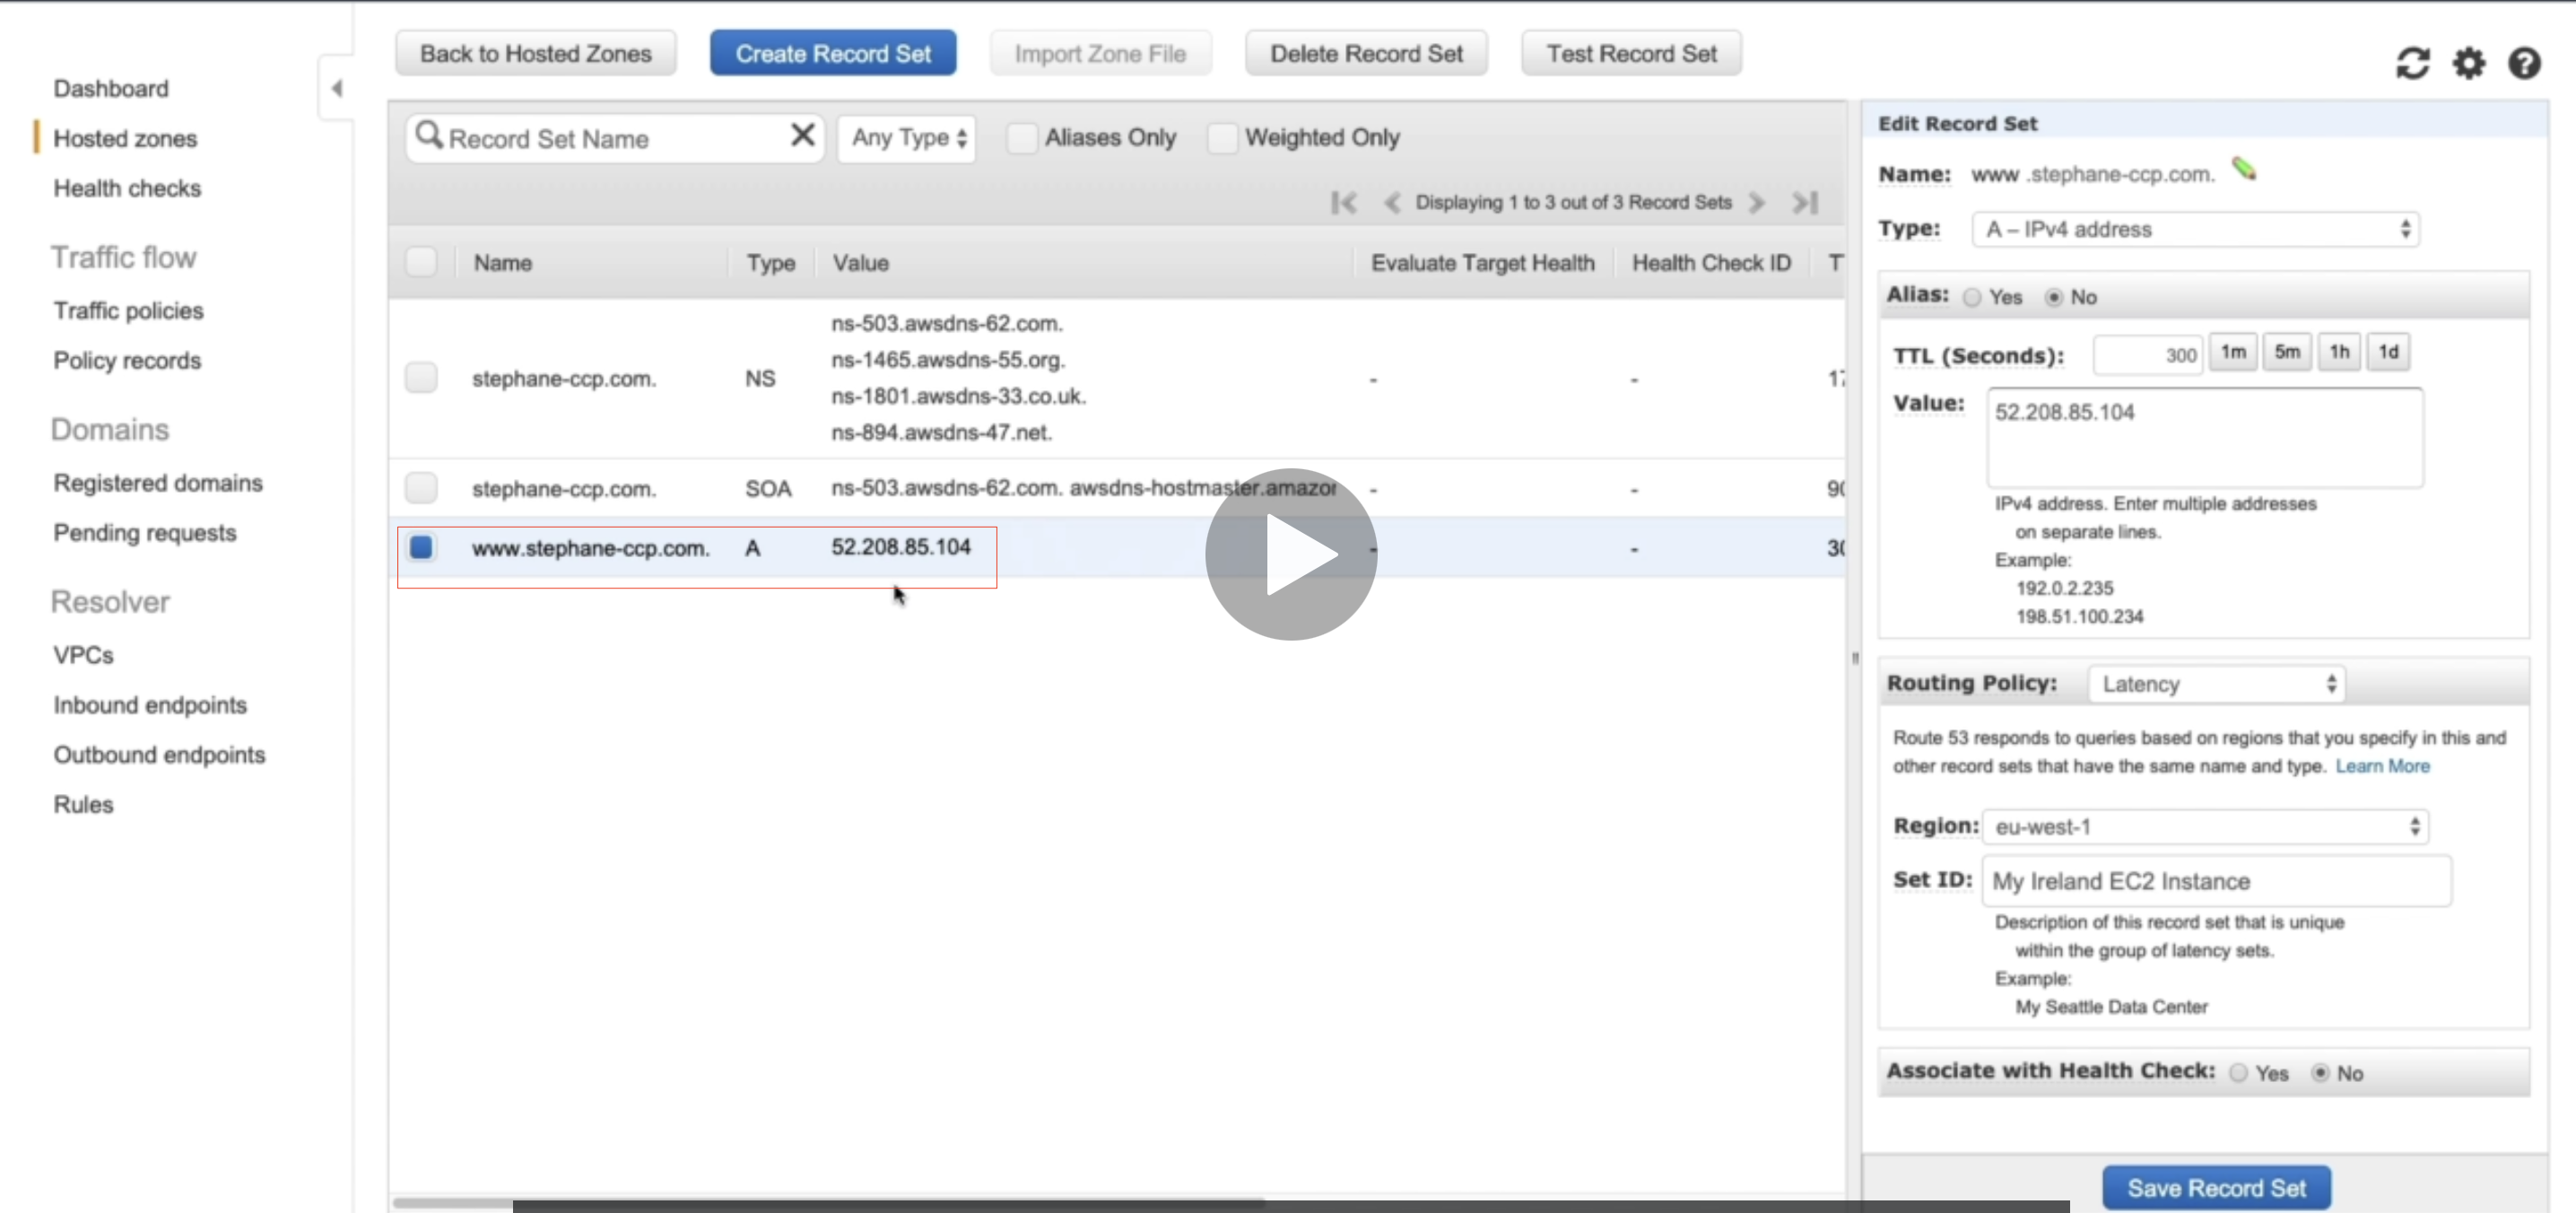 Back to Hosted Zones
Create Record Set
Import Zone File
Delete Record Set
Test Record Set
Dashboard
Hosted zones
Health checks
Traffic flow
Traffic policies
Policy records
Domains
Registered domains
Pending requests
Resolver
VPCs
Inbound endpoints
Outbound endpoints
Rules
Record Set Name
Any Type
Aliases Only
Weighted Only
Displaying 1 to 3 out of 3 Record Sets
Name Type Value Evaluate Target Health Health Check ID T
stephane-ccp.com. NS
ns-503.awsdns-62.com.
ns-1465.awsdns-55.org.
ns-1801.awsdns-33.co.uk.
ns-894.awsdns-47.net.
- - 17
stephane-ccp.com. SOA ns-503.awsdns-62.com. awsdns-hostmaster.amazon - - 90
www.stephane-ccp.com. A 52.208.85.104 - - 30
Edit Record Set
Name: www .stephane-ccp.com.
Type: A – IPv4 address
Alias: Yes No
TTL (Seconds): 300 1m 5m 1h 1d
Value: 52.208.85.104
IPv4 address. Enter multiple addresses
on separate lines.
Example:
192.0.2.235
198.51.100.234
Routing Policy: Latency
Route 53 responds to queries based on regions that you specify in this and
other record sets that have the same name and type. Learn More
Region: eu-west-1
Set ID: My Ireland EC2 Instance
Description of this record set that is unique
within the group of latency sets.
Example:
My Seattle Data Center
Associate with Health Check: Yes No
Save Record Set